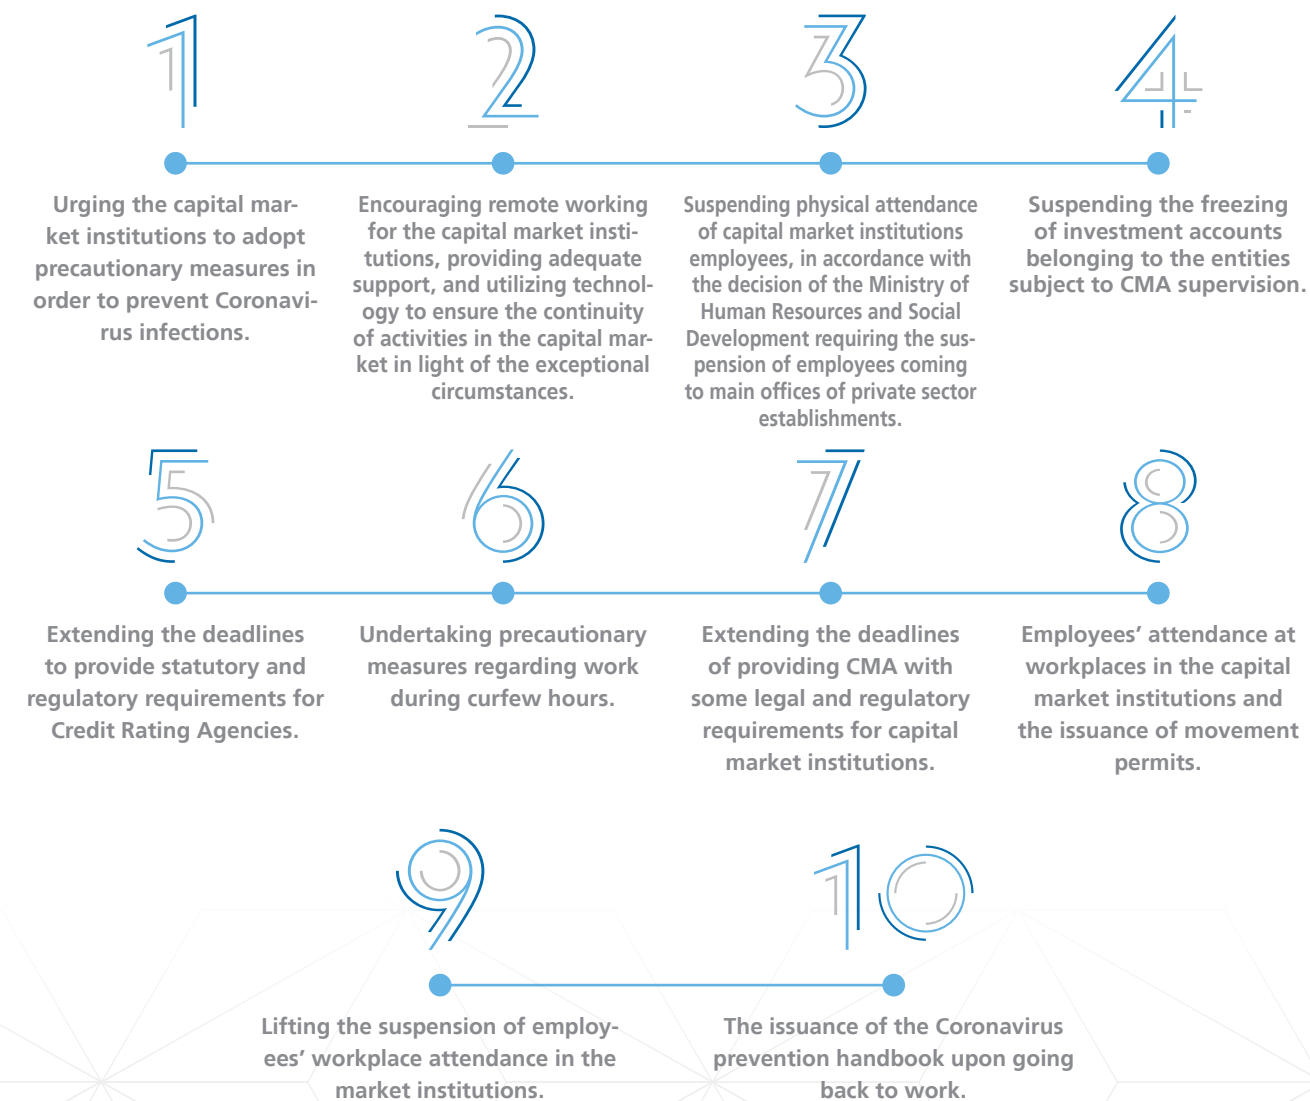 1
Urging the capital mar-
ket institutions to adopt
precautionary measures in
order to prevent Coronavi-
rus infections.
2
Encouraging remote working
for the capital market insti-
tutions, providing adequate
support, and utilizing technol-
ogy to ensure the continuity
of activities in the capital mar-
ket in light of the exceptional
circumstances.
3
Suspending physical attendance
of capital market institutions
employees, in accordance with
the decision of the Ministry of
Human Resources and Social
Development requiring the sus-
pension of employees coming
to main offices of private sector
establishments.
4
Suspending the freezing
of investment accounts
belonging to the entities
subject to CMA supervision.
5
Extending the deadlines
to provide statutory and
regulatory requirements for
Credit Rating Agencies.
6
Undertaking precautionary
measures regarding work
during curfew hours.
7
Extending the deadlines
of providing CMA with
some legal and regulatory
requirements for capital
market institutions.
8
Employees’ attendance at
workplaces in the capital
market institutions and
the issuance of movement
permits.
9
Lifting the suspension of employ-
ees’ workplace attendance in the
market institutions.
10
The issuance of the Coronavirus
prevention handbook upon going
back to work.